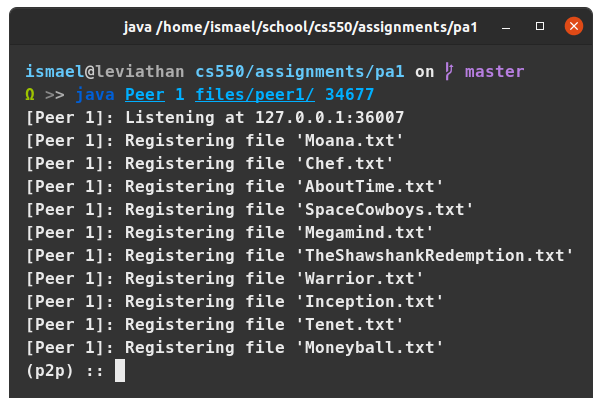 java /home/ismael/school/cs550/assignments/pa1
ismael@leviathan cs550/assignments/pa1 on master
Ω >> java Peer 1 files/peer1/ 34677
[Peer 1]: Listening at 127.0.0.1:36007
[Peer 1]: Registering file 'Moana.txt'
[Peer 1]: Registering file 'Chef.txt'
[Peer 1]: Registering file 'AboutTime.txt'
[Peer 1]: Registering file 'SpaceCowboys.txt'
[Peer 1]: Registering file 'Megamind.txt'
[Peer 1]: Registering file 'TheShawshankRedemption.txt'
[Peer 1]: Registering file 'Warrior.txt'
[Peer 1]: Registering file 'Inception.txt'
[Peer 1]: Registering file 'Tenet.txt'
[Peer 1]: Registering file 'Moneyball.txt'
(p2p) ::